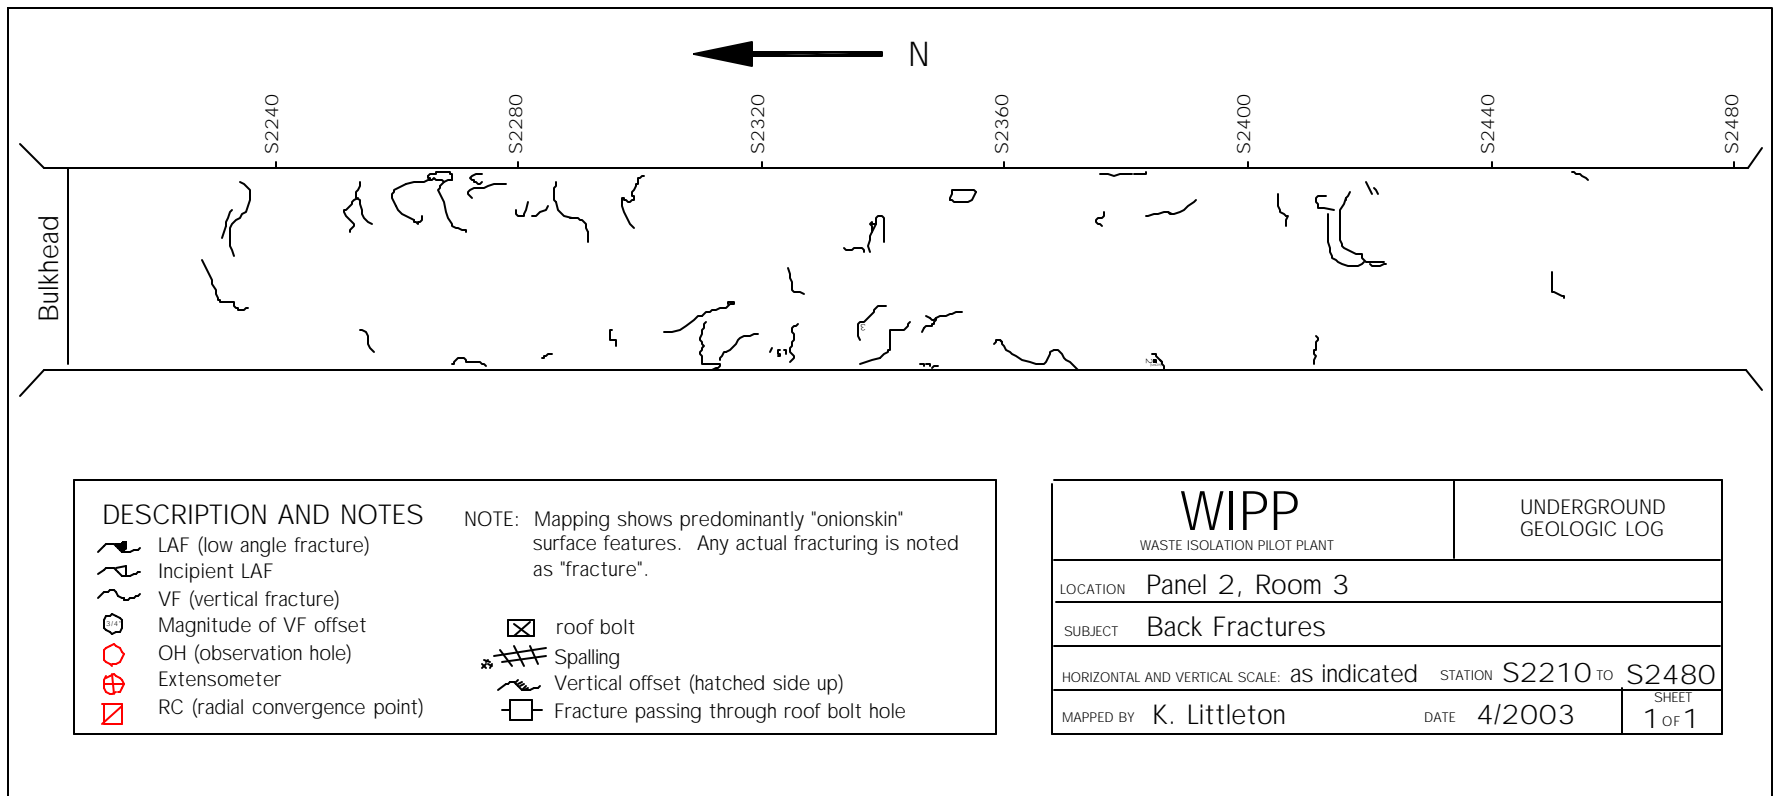 N
S2240
S2280
S2320
S2360
S2400
S2440
S2480
Bulkhead
3
2
DESCRIPTION AND NOTES
LAF (low angle fracture)
Incipient LAF
VF (vertical fracture)
3/4" Magnitude of VF offset
OH (observation hole)
Extensometer
RC (radial convergence point)
NOTE: Mapping shows predominantly "onionskin"
surface features. Any actual fracturing is noted
as "fracture".
roof bolt
Spalling
Vertical offset (hatched side up)
Fracture passing through roof bolt hole
WIPP
WASTE ISOLATION PILOT PLANT
UNDERGROUND
GEOLOGIC LOG
LOCATION Panel 2, Room 3
SUBJECT Back Fractures
HORIZONTAL AND VERTICAL SCALE: as indicated STATION S2210 TO S2480
MAPPED BY K. Littleton DATE 4/2003
SHEET
1 OF 1